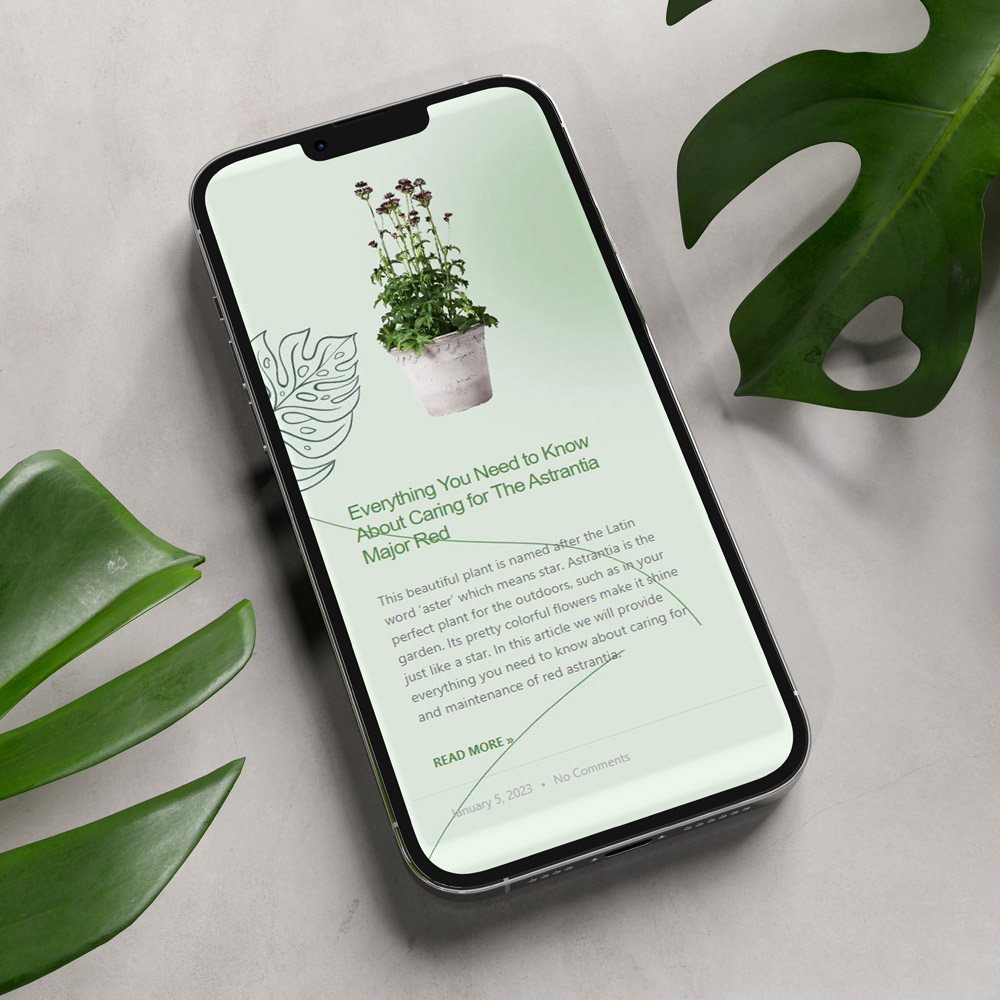 Everything You Need to Know
About Caring for The Astrantia
Major Red
This beautiful plant is named after the Latin
word 'aster' which means star. Astrantia is the
perfect plant for the outdoors, such as in your
garden. Its pretty colorful flowers make it shine
just like a star. In this article we will provide
everything you need to know about caring for
and maintenance of red astrantia.
READ MORE »
January 5, 2023 • No Comments